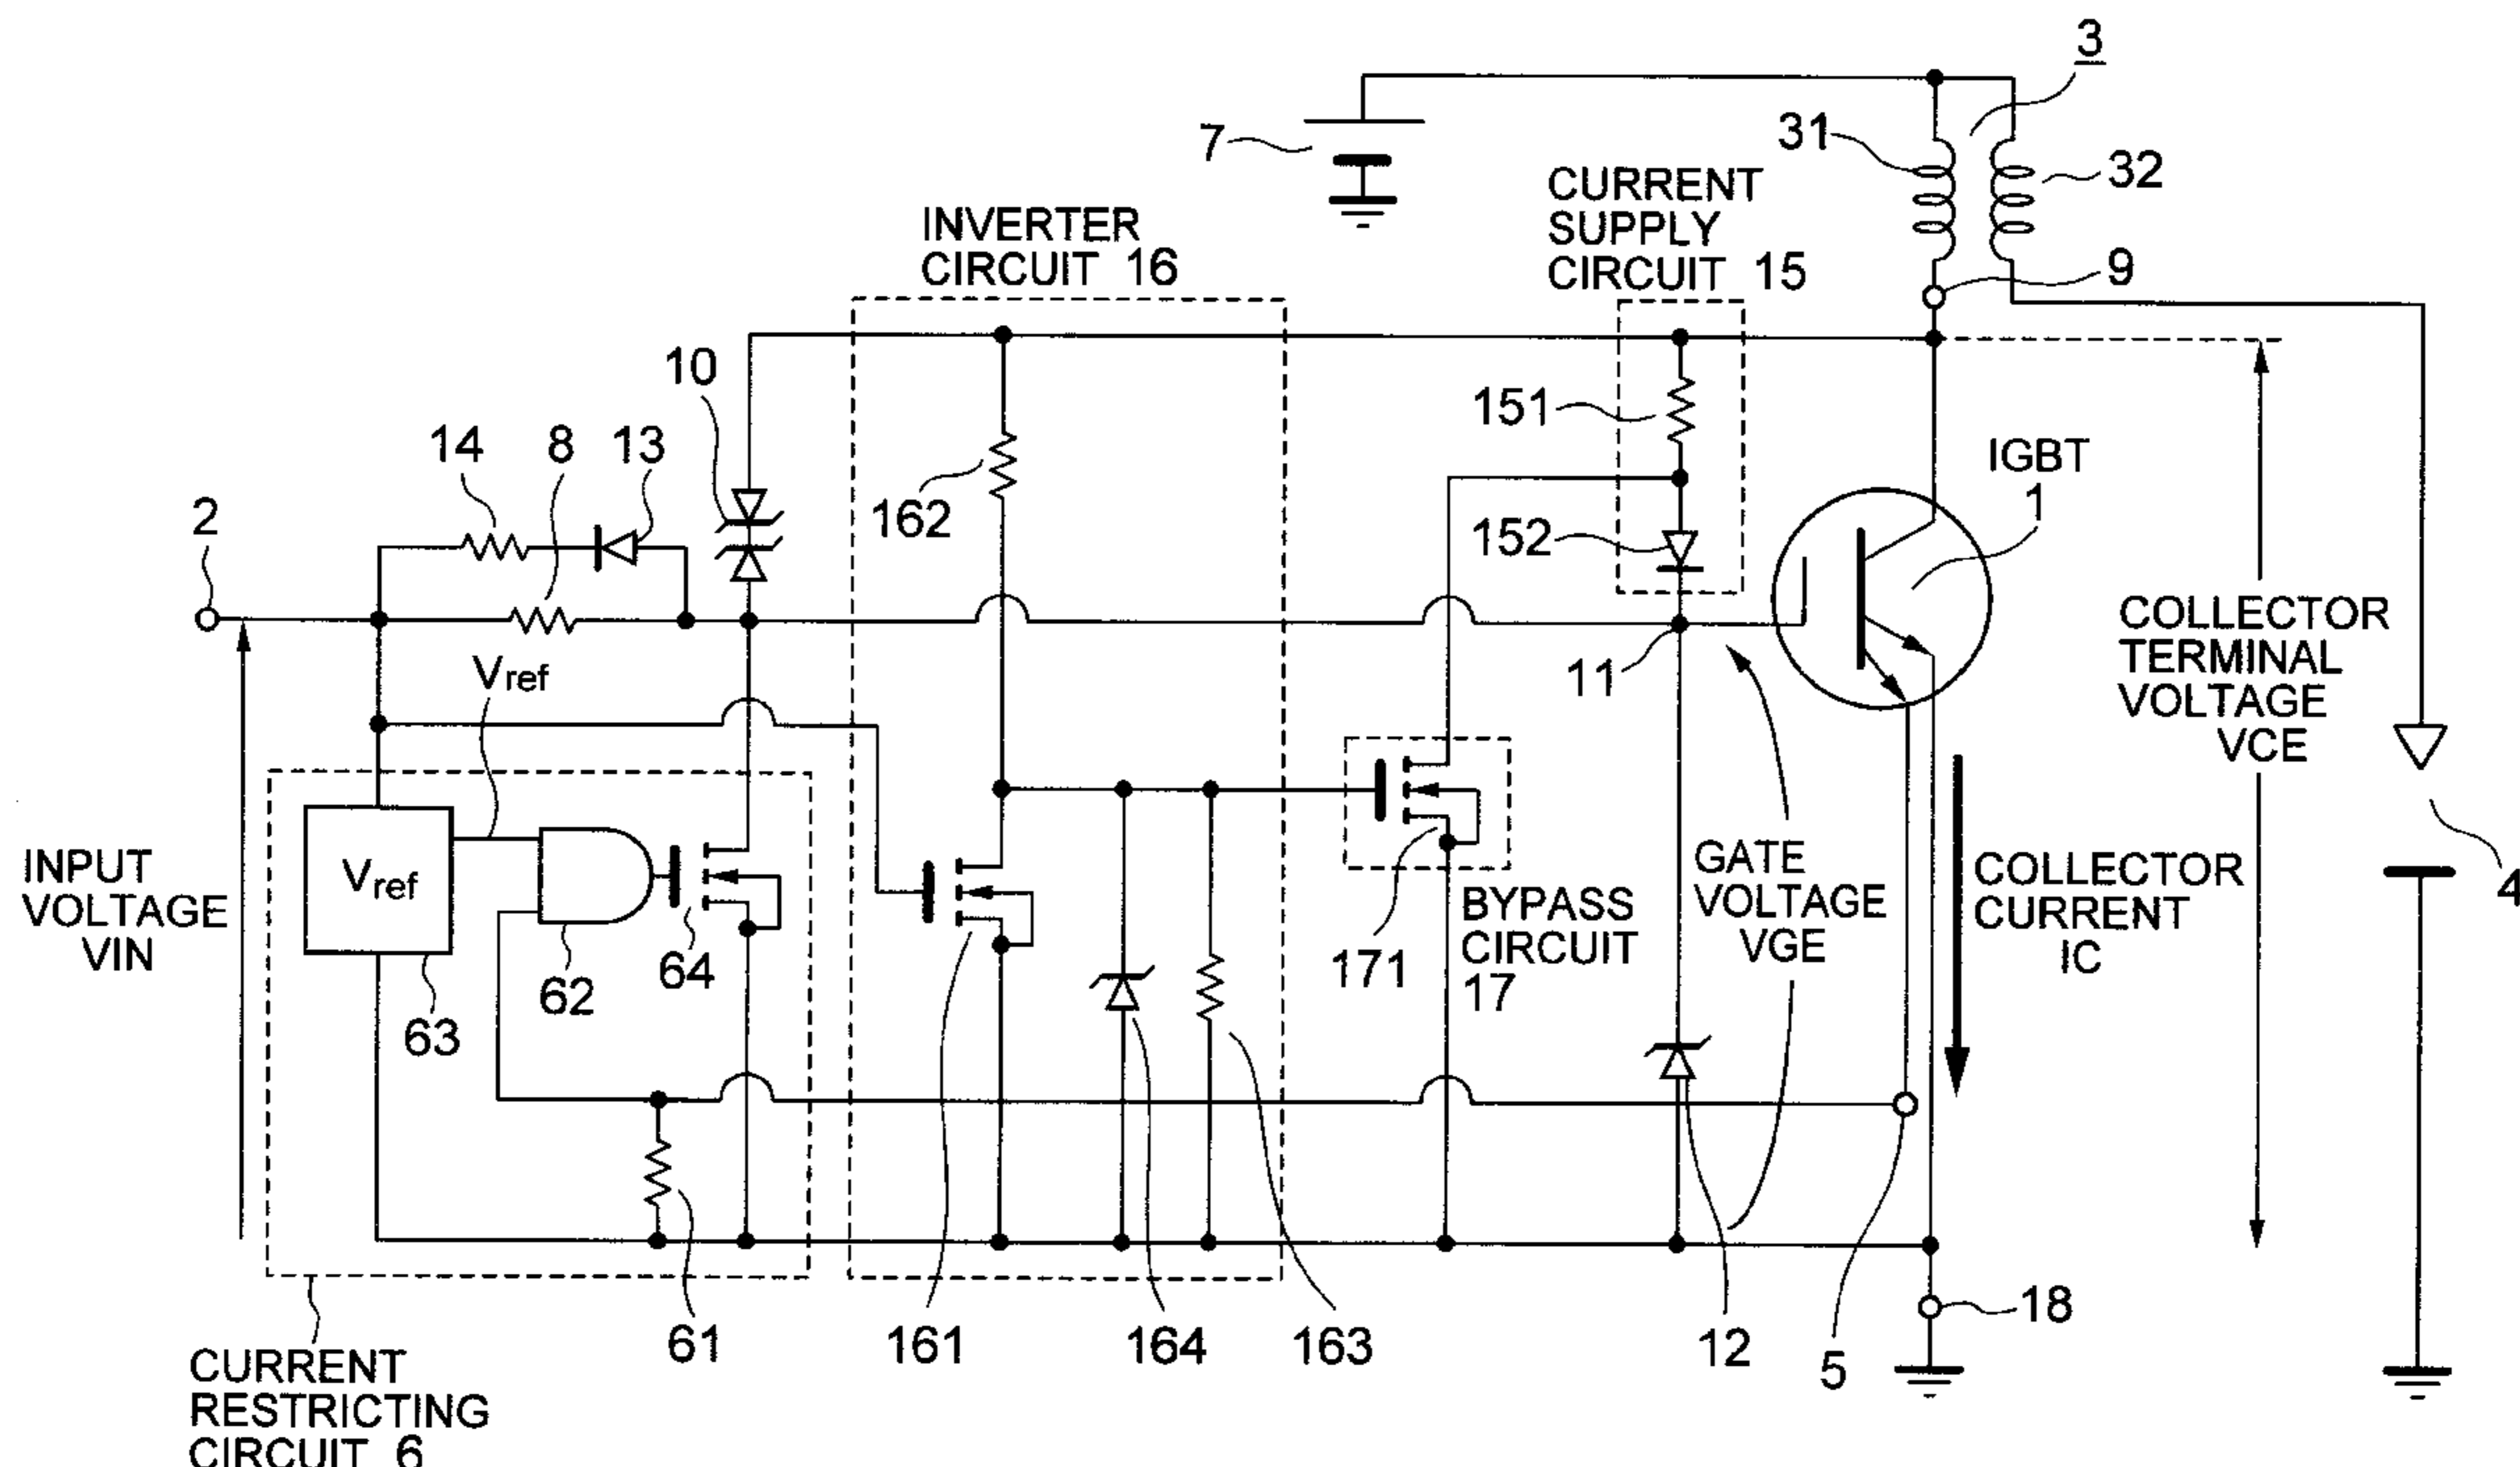 3
7
31
32
CURRENT
SUPPLY
CIRCUIT 15
INVERTER
CIRCUIT 16
9
10
151
14
8
13
IGBT
1
2
162
152
COLLECTOR
TERMINAL
VOLTAGE
VCE
11
Vref
INPUT
VOLTAGE
VIN
Vref
GATE
VOLTAGE
VGE
COLLECTOR
CURRENT
IC
4
BYPASS
CIRCUIT
17
171
64
62
63
18
61
161
164
163
12
5
CURRENT
RESTRICTING
CIRCUIT 6